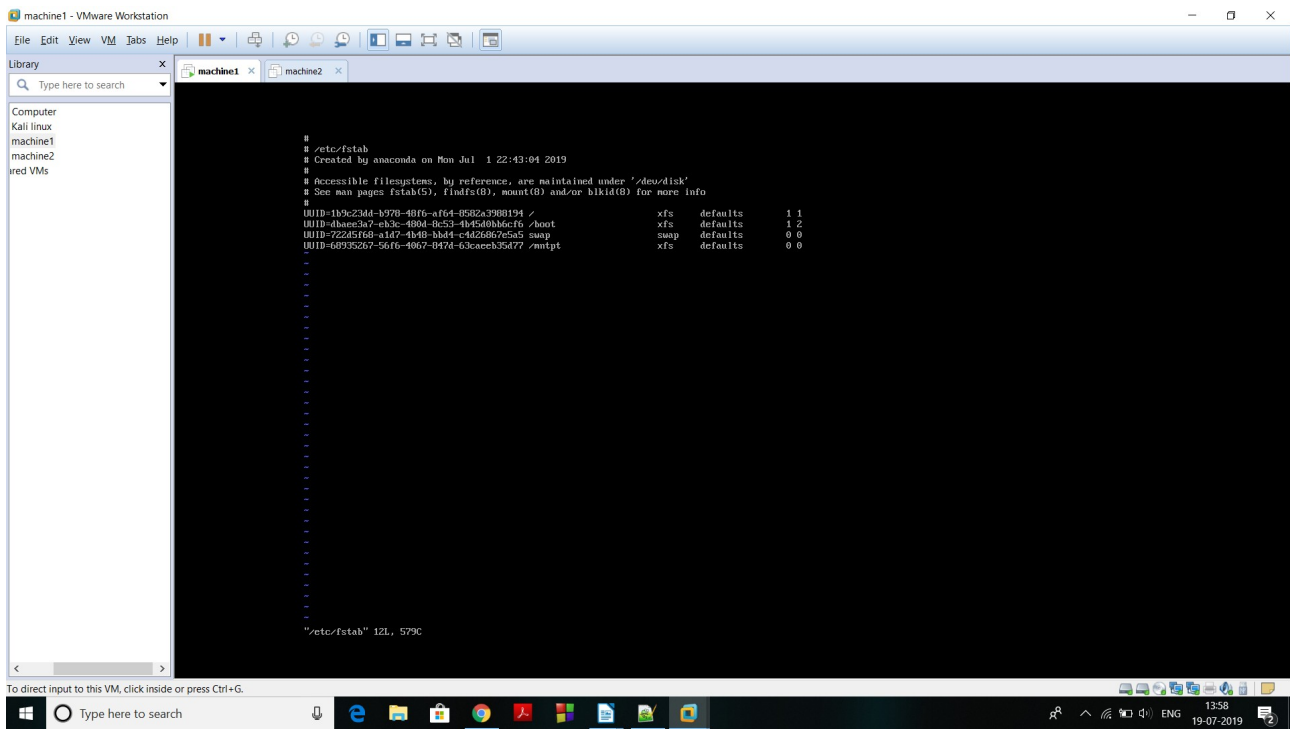 machine1 - VMware Workstation
File Edit View VM Tabs Help
Library x
machine1 ×
machine2 ×
Type here to search
Computer
Kali linux
machine1
machine2
ared VMs
#
# /etc/fstab
# Created by anaconda on Mon Jul 1 22:43:04 2019
#
# Accessible filesystems, by reference, are maintained under '/dev/disk'
# See man pages fstab(5), findfs(8), mount(8) and/or blkid(8) for more info
#
UUID=1b9c23dd-b978-48f6-af64-8582a3988194 / xfs defaults 1 1
UUID=dbaee3a7-eb3c-480d-8c53-4b45d0bb6cf6 /boot xfs defaults 1 2
UUID=722d5f68-a1d7-4b48-bbd4-c4d26867e5a5 swap swap defaults 0 0
UUID=68935267-56f6-4067-847d-63caeeb35d77 /mntpt xfs defaults 0 0
"/etc/fstab" 12L, 579C
To direct input to this VM, click inside or press Ctrl+G.
Type here to search
ENG
13:58
19-07-2019
2